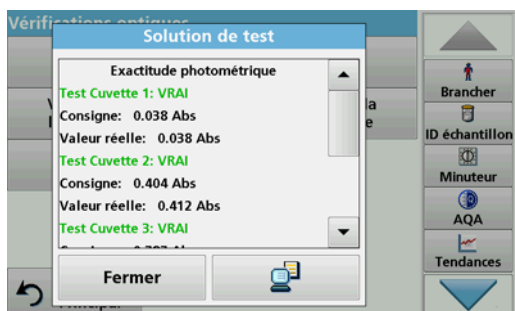 Vérifications optiques
Solution de test
Exactitude photométrique
Test Cuvette 1: VRAI
Consigne: 0.038 Abs
Valeur réelle: 0.038 Abs
Test Cuvette 2: VRAI
Consigne: 0.404 Abs
Valeur réelle: 0.412 Abs
Test Cuvette 3: VRAI
Fermer
Brancher
ID échantillon
Minuteur
AQA
Tendances